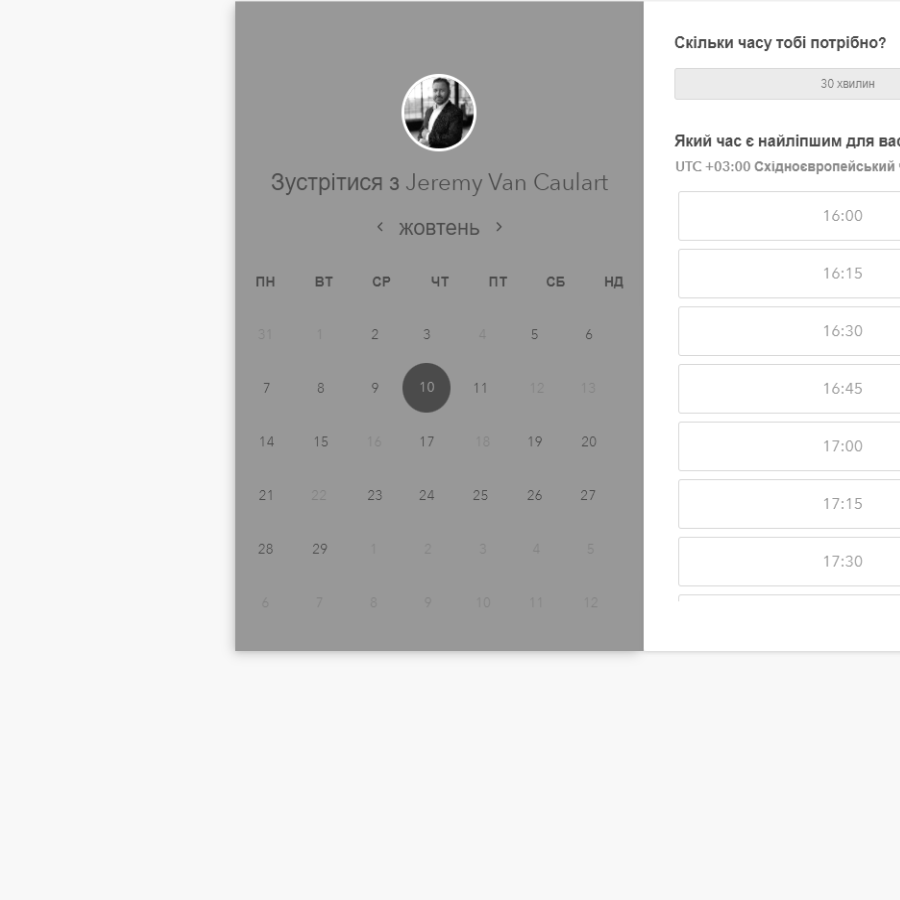 Зустрітися з Jeremy Van Caulart
‹ жовтень ›
ПН ВТ СР ЧТ ПТ СБ НД
31 1 2 3 4 5 6
7 8 9 10 11 12 13
14 15 16 17 18 19 20
21 22 23 24 25 26 27
28 29 1 2 3 4 5
6 7 8 9 10 11 12
Скільки часу тобі потрібно?
30 хвилин
Який час є найліпшим для вас
UTC +03:00 Східноєвропейський
16:00
16:15
16:30
16:45
17:00
17:15
17:30